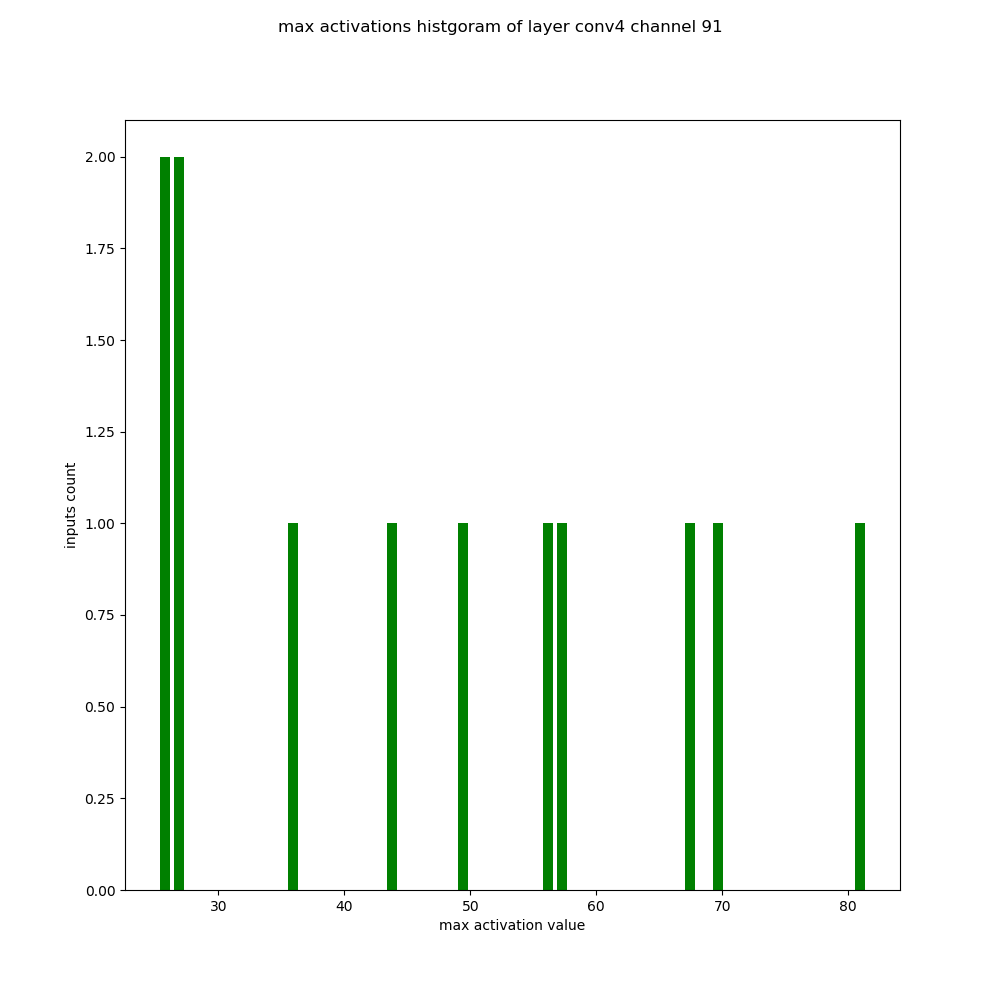 max activations histgoram of layer conv4 channel 91
2.00
1.75
1.50
1.25
1.00
0.75
0.50
0.25
0.00
inputs count
30 40 50 60 70 80
max activation value